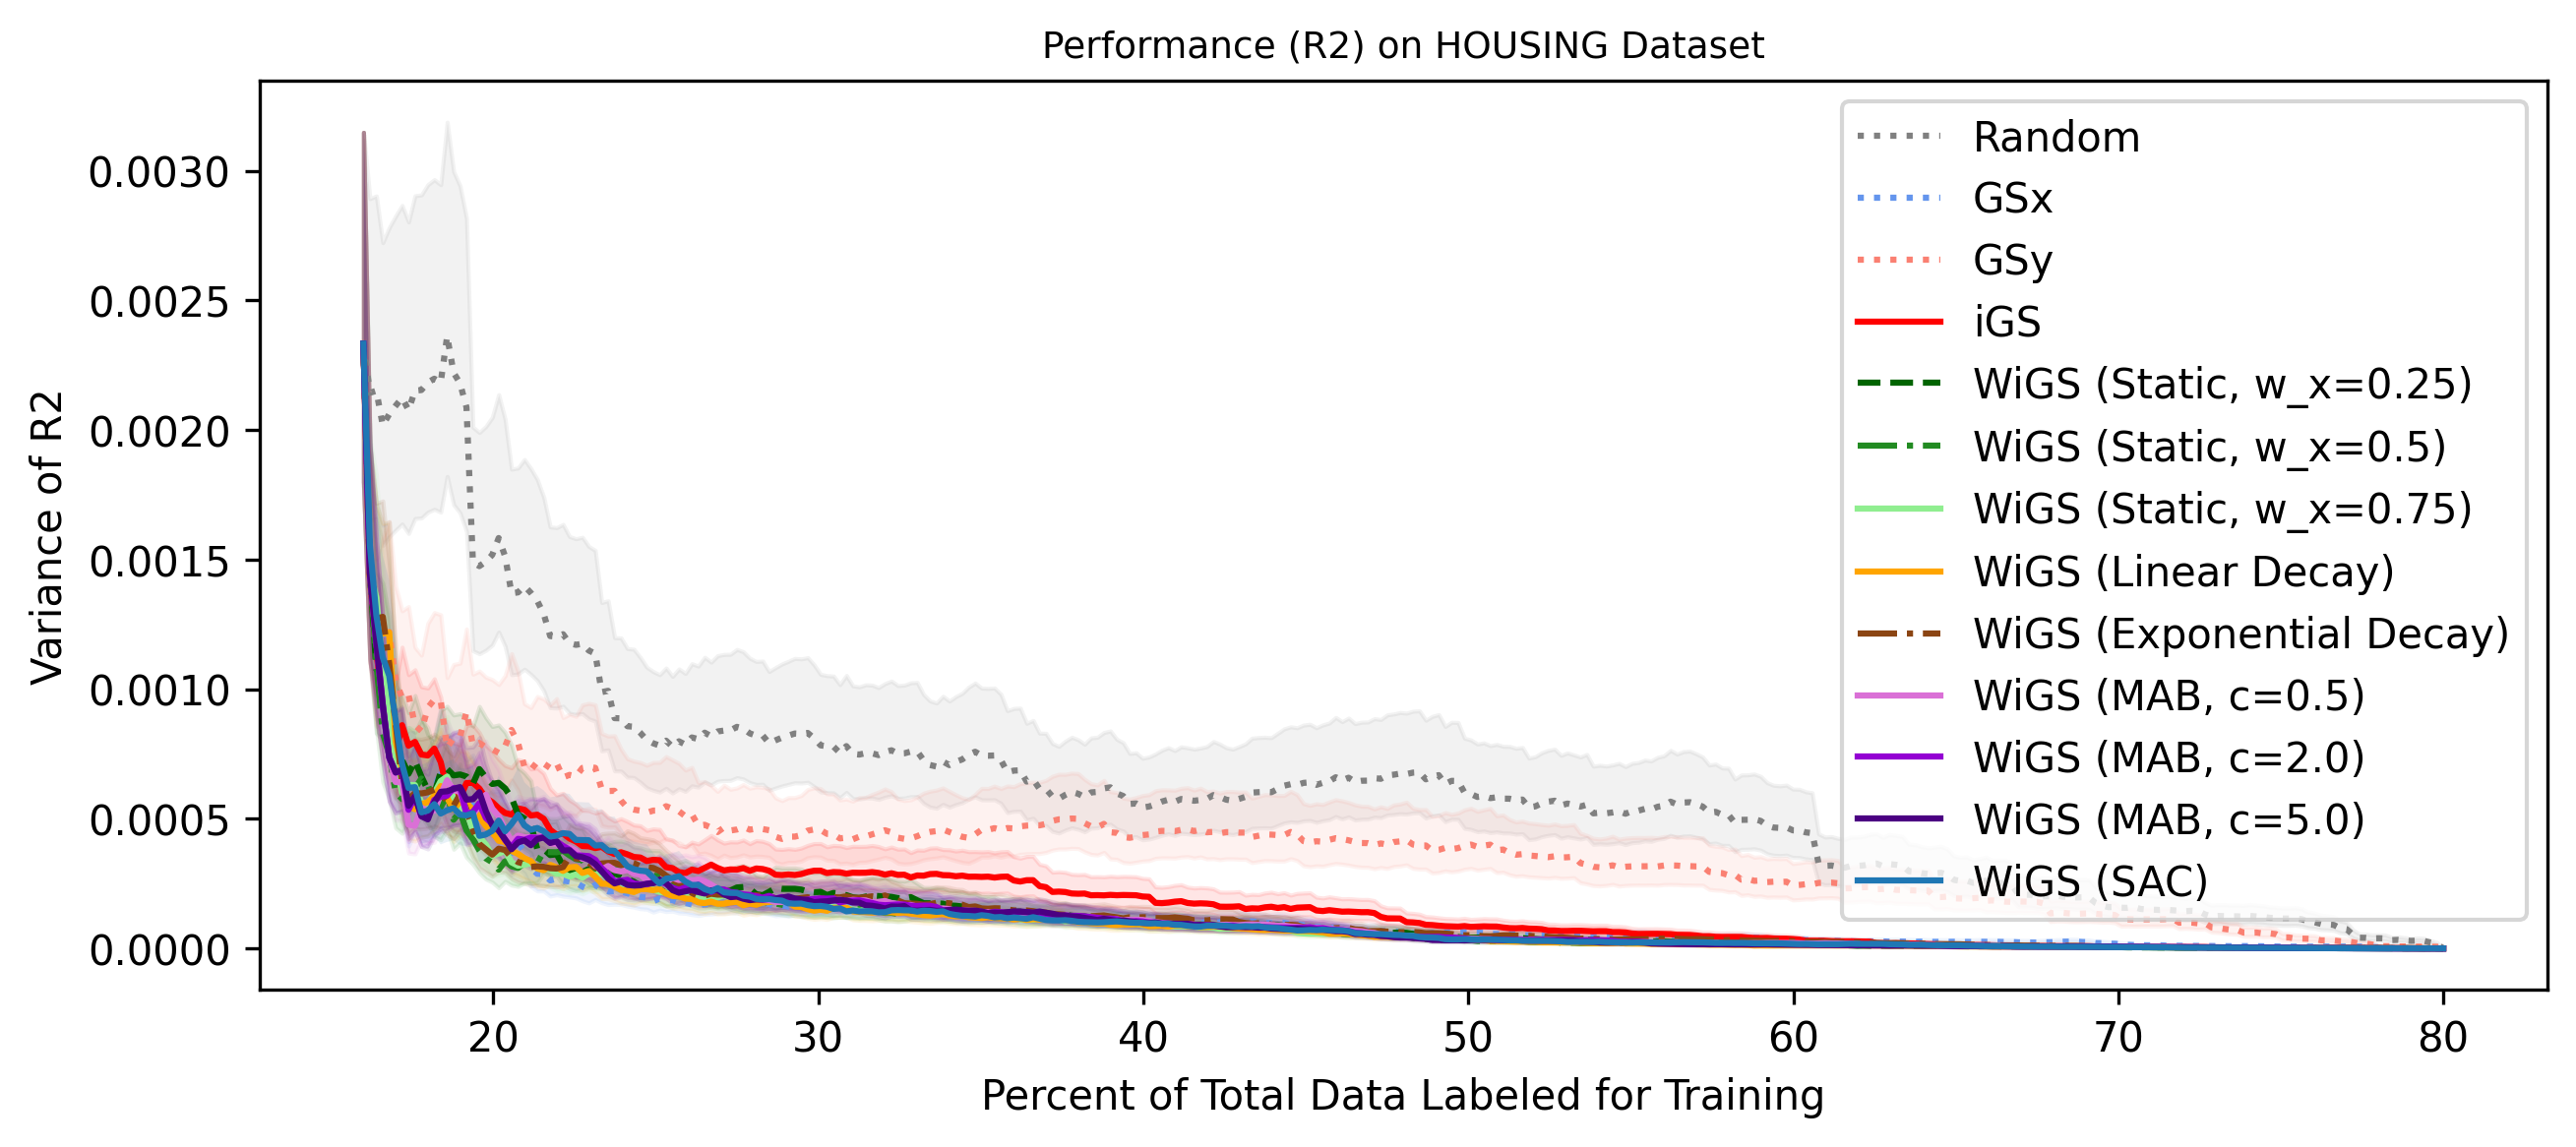 Performance (R2) on HOUSING Dataset
Variance of R2
0.0030
0.0025
0.0020
0.0015
0.0010
0.0005
0.0000
Random
GSx
GSy
iGS
WiGS (Static, w_x=0.25)
WiGS (Static, w_x=0.5)
WiGS (Static, w_x=0.75)
WiGS (Linear Decay)
WiGS (Exponential Decay)
WiGS (MAB, c=0.5)
WiGS (MAB, c=2.0)
WiGS (MAB, c=5.0)
WiGS (SAC)
20 30 40 50 60 70 80
Percent of Total Data Labeled for Training